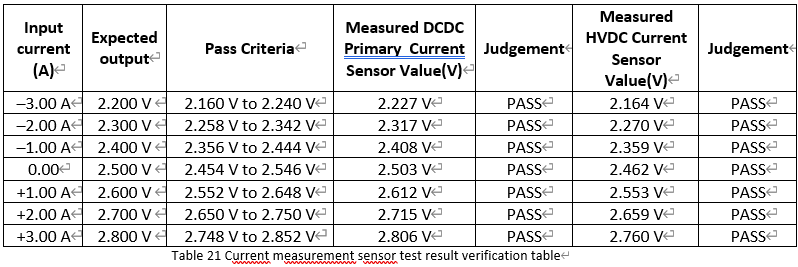 Input current (A) Expected output Pass Criteria Measured DCDC Primary Current Sensor Value(V) Judgement Measured HVDC Current Sensor Value(V) Judgement
–3.00 A 2.200 V 2.160 V to 2.240 V 2.227 V PASS 2.164 V PASS
–2.00 A 2.300 V 2.258 V to 2.342 V 2.317 V PASS 2.270 V PASS
–1.00 A 2.400 V 2.356 V to 2.444 V 2.408 V PASS 2.359 V PASS
0.00 2.500 V 2.454 V to 2.546 V 2.503 V PASS 2.462 V PASS
+1.00 A 2.600 V 2.552 V to 2.648 V 2.612 V PASS 2.553 V PASS
+2.00 A 2.700 V 2.650 V to 2.750 V 2.715 V PASS 2.659 V PASS
+3.00 A 2.800 V 2.748 V to 2.852 V 2.806 V PASS 2.760 V PASS
Table 21 Current measurement sensor test result verification table